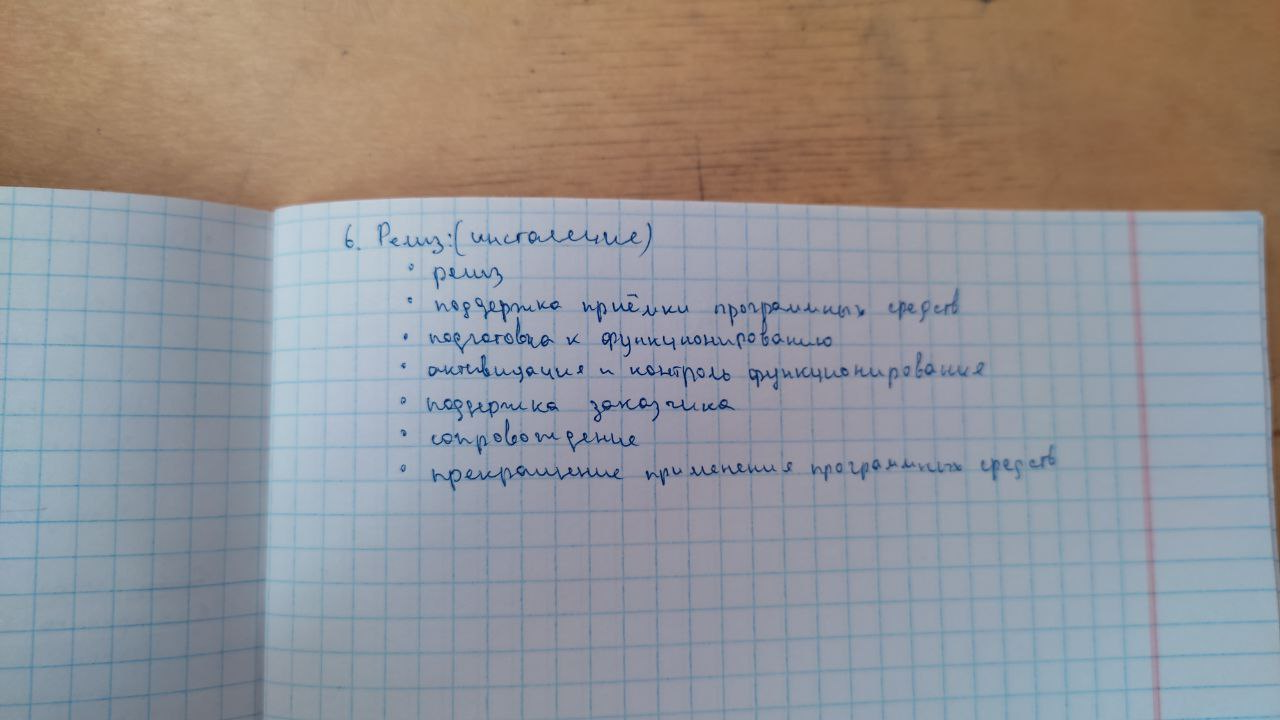 6. Релиз:(инсталение)
• релиз
• поддержка приёмки программных средств
• подготовка к функционированию
• активизация и контроль функционирования
• поддержка заказчика
• сопровождение
• прекращение применения программных средств